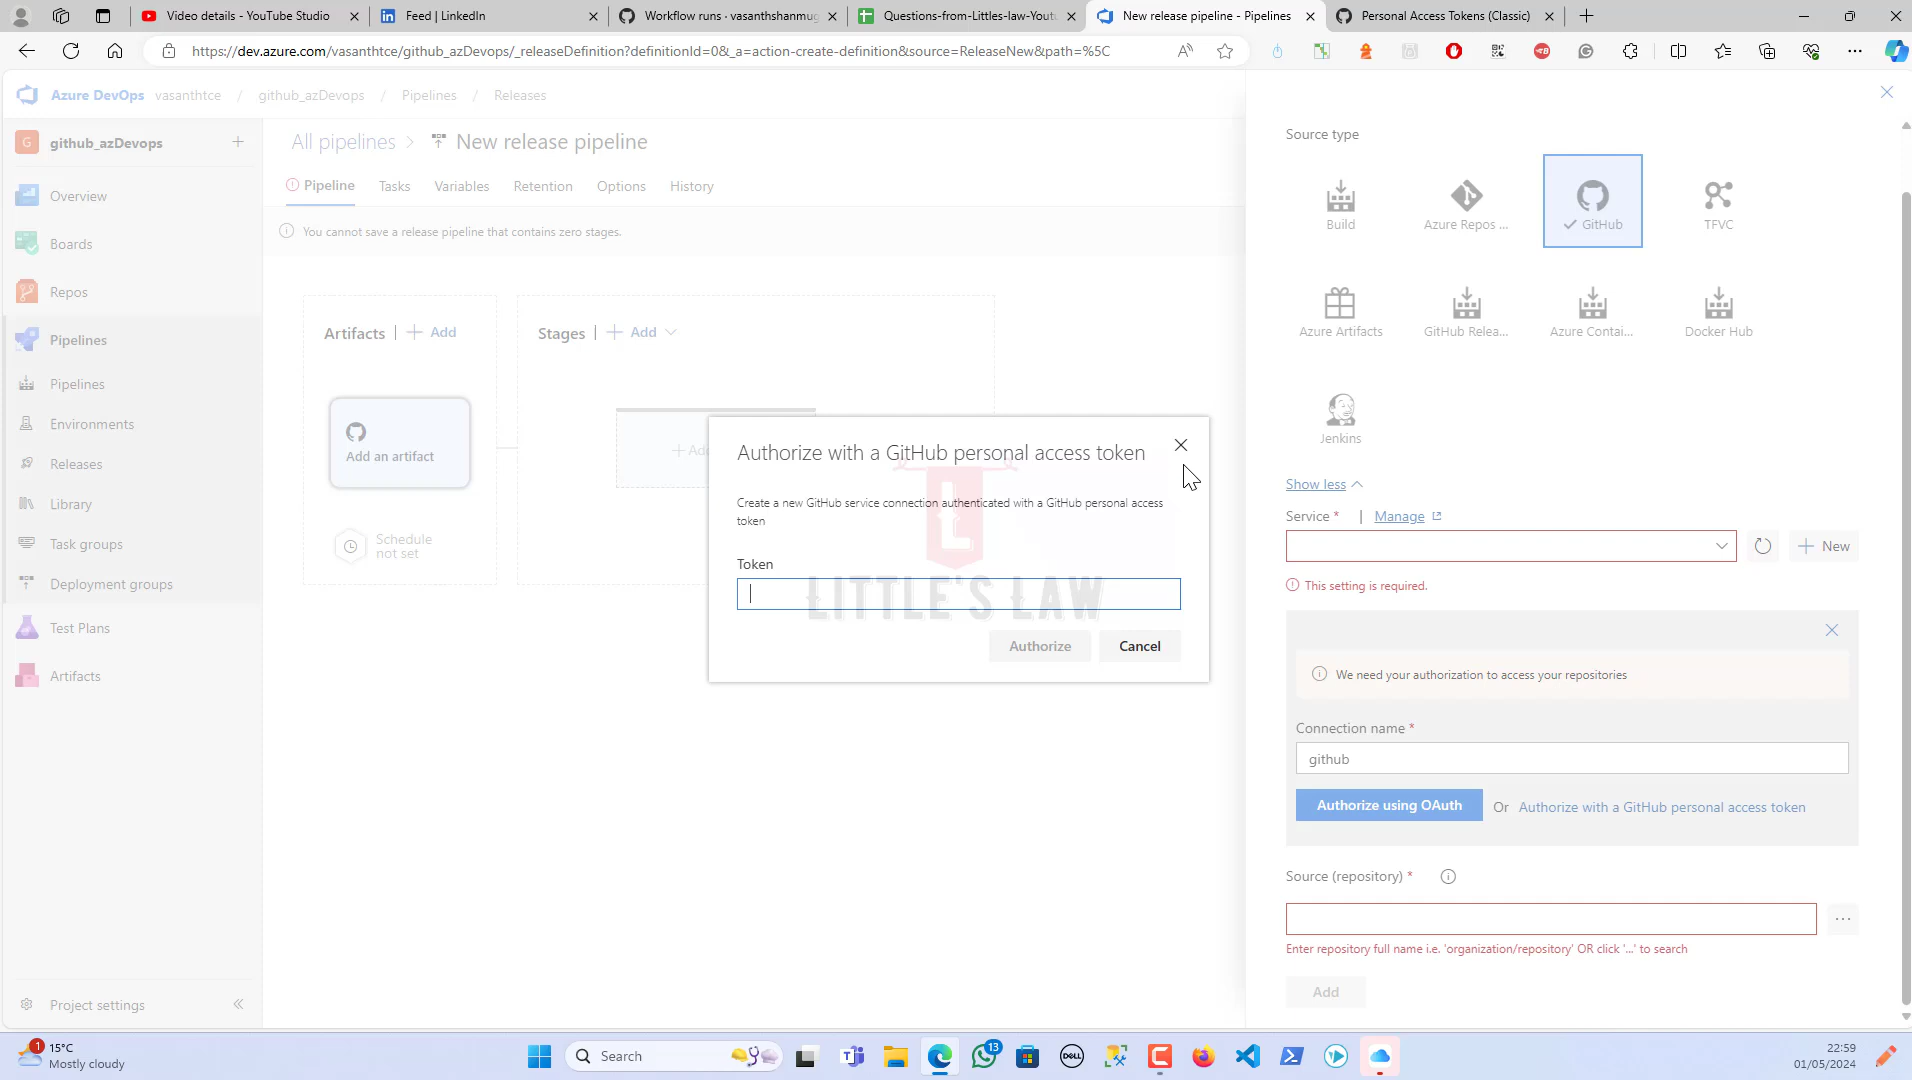 Video details - YouTube Studio
Feed | LinkedIn
Workflow runs · vasanthshanmug
Questions-from-Littles-law-Youtu
New release pipeline - Pipelines
Personal Access Tokens (Classic)
https://dev.azure.com/vasanthtce/github_azDevops/_releaseDefinition?definitionId=0&_a=action-create-definition&source=ReleaseNew&path=%5C
Azure DevOps vasanthtce / github_azDevops / Pipelines / Releases
G github_azDevops
Overview
Boards
Repos
Pipelines
Pipelines
Environments
Releases
Library
Task groups
Deployment groups
Test Plans
Artifacts
Project settings
All pipelines > New release pipeline
Pipeline Tasks Variables Retention Options History
You cannot save a release pipeline that contains zero stages.
Artifacts | + Add
Stages | + Add
Add an artifact
Schedule
not set
+ Add
Authorize with a GitHub personal access token
Create a new GitHub service connection authenticated with a GitHub personal access
token
Token
L
LITTLE'S LAW
Authorize Cancel
Source type
Build Azure Repos ... GitHub TFVC
Azure Artifacts GitHub Relea... Azure Contai... Docker Hub
Jenkins
Show less
Service * | Manage
+ New
This setting is required.
We need your authorization to access your repositories
Connection name *
github
Authorize using OAuth Or Authorize with a GitHub personal access token
Source (repository) *
...
Enter repository full name i.e. 'organization/repository' OR click '...' to search
Add
1
15°C
Mostly cloudy
Search
13
DELL
22:59
01/05/2024